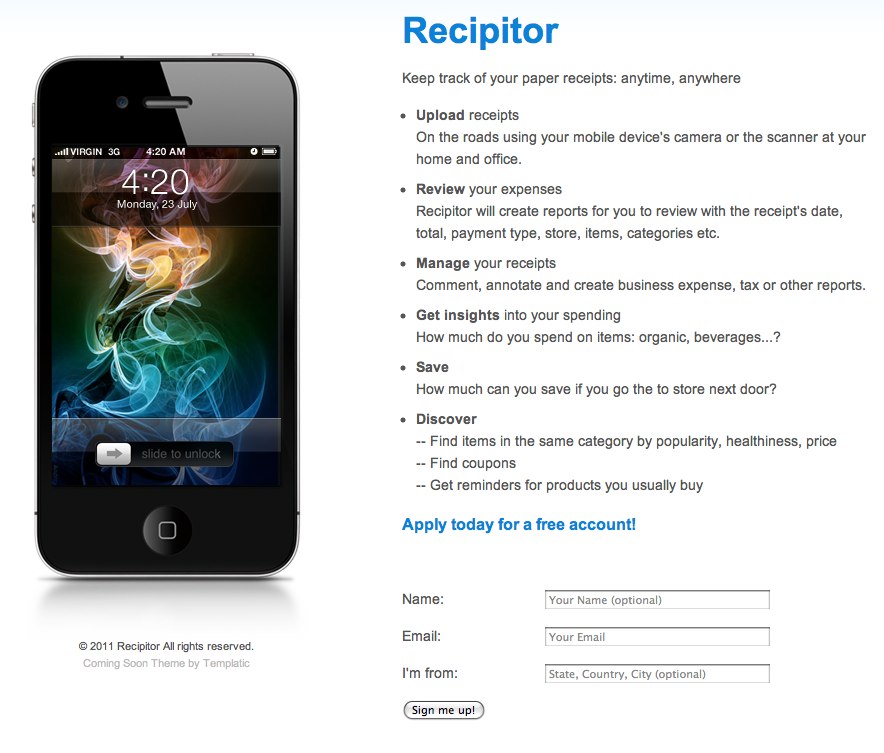 Recipitor
Keep track of your paper receipts: anytime, anywhere
Upload receipts
On the roads using your mobile device's camera or the scanner at your
home and office.
Review your expenses
Recipitor will create reports for you to review with the receipt's date,
total, payment type, store, items, categories etc.
Manage your receipts
Comment, annotate and create business expense, tax or other reports.
Get insights into your spending
How much do you spend on items: organic, beverages...?
Save
How much can you save if you go the to store next door?
Discover
-- Find items in the same category by popularity, healthiness, price
-- Find coupons
-- Get reminders for products you usually buy
Apply today for a free account!
Name: Your Name (optional)
Email: Your Email
I'm from: State, Country, City (optional)
Sign me up!
VIRGIN 3G 4:20 AM
4:20
Monday, 23 July
slide to unlock
© 2011 Recipitor All rights reserved.
Coming Soon Theme by Templatic